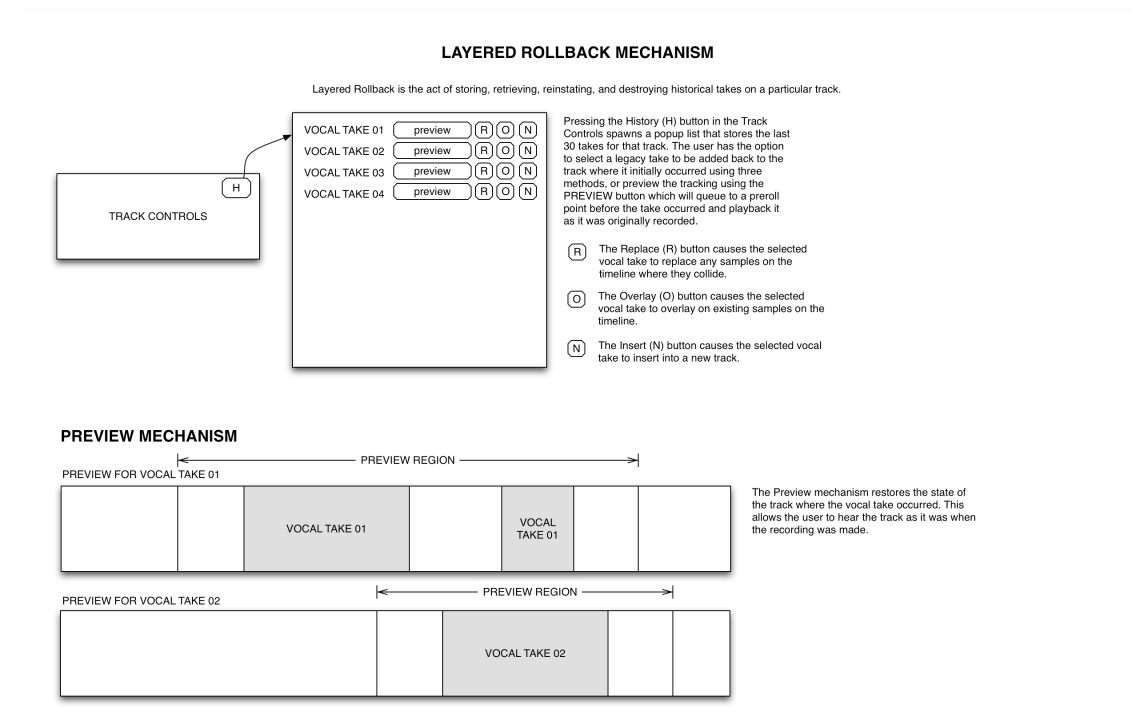 LAYERED ROLLBACK MECHANISM
Layered Rollback is the act of storing, retrieving, reinstating, and destroying historical takes on a particular track.
H
TRACK CONTROLS
VOCAL TAKE 01 preview R O N
VOCAL TAKE 02 preview R O N
VOCAL TAKE 03 preview R O N
VOCAL TAKE 04 preview R O N
Pressing the History (H) button in the Track
Controls spawns a popup list that stores the last
30 takes for that track. The user has the option
to select a legacy take to be added back to the
track where it initially occurred using three
methods, or preview the tracking using the
PREVIEW button which will queue to a preroll
point before the take occurred and playback it
as it was originally recorded.
R The Replace (R) button causes the selected
vocal take to replace any samples on the
timeline where they collide.
O The Overlay (O) button causes the selected
vocal take to overlay on existing samples on the
timeline.
N The Insert (N) button causes the selected vocal
take to insert into a new track.
PREVIEW MECHANISM
PREVIEW REGION
PREVIEW FOR VOCAL TAKE 01
VOCAL TAKE 01
VOCAL
TAKE 01
The Preview mechanism restores the state of
the track where the vocal take occurred. This
allows the user to hear the track as it was when
the recording was made.
PREVIEW REGION
PREVIEW FOR VOCAL TAKE 02
VOCAL TAKE 02